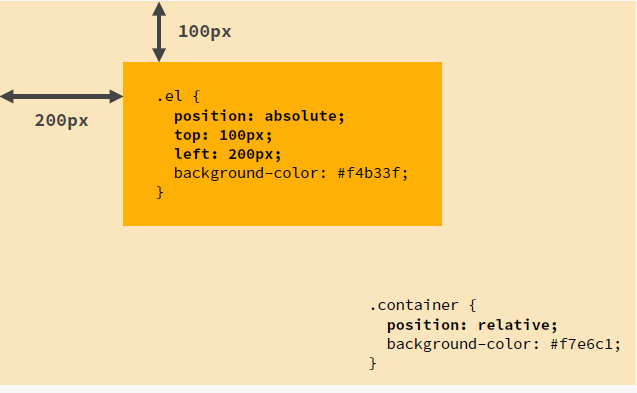 100px
200px
.el {
  position: absolute;
  top: 100px;
  left: 200px;
  background-color: #f4b33f;
}
.container {
  position: relative;
  background-color: #f7e6c1;
}